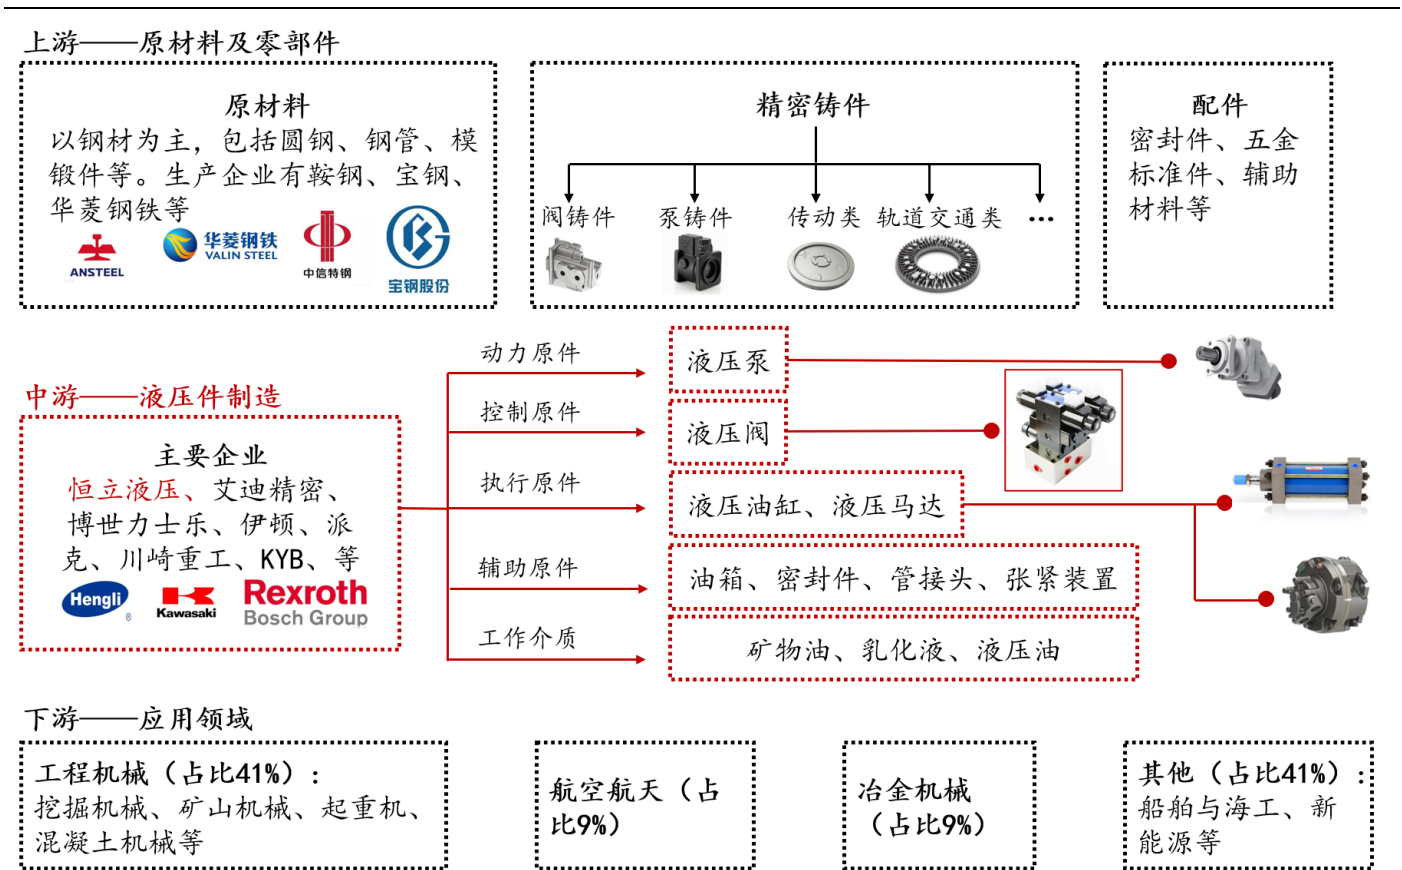 上游——原材料及零部件
原材料
以钢材为主，包括圆钢、钢管、模
锻件等。生产企业有鞍钢、宝钢、
华菱钢铁等
ANSTEEL
华菱钢铁
VALIN STEEL
中信特钢
宝钢股份
精密铸件
阀铸件
泵铸件
传动类
轨道交通类
...
配件
密封件、五金
标准件、辅助
材料等
中游——液压件制造
主要企业
恒立液压、艾迪精密、
博世力士乐、伊顿、派
克、川崎重工、KYB、等
Hengli
®
Kawasaki
Rexroth
Bosch Group
动力原件
液压泵
控制原件
液压阀
执行原件
液压油缸、液压马达
辅助原件
油箱、密封件、管接头、张紧装置
工作介质
矿物油、乳化液、液压油
下游——应用领域
工程机械（占比41%）：
挖掘机械、矿山机械、起重机、
混凝土机械等
航空航天（占
比9%）
冶金机械
（占比9%）
其他（占比41%）：
船舶与海工、新
能源等